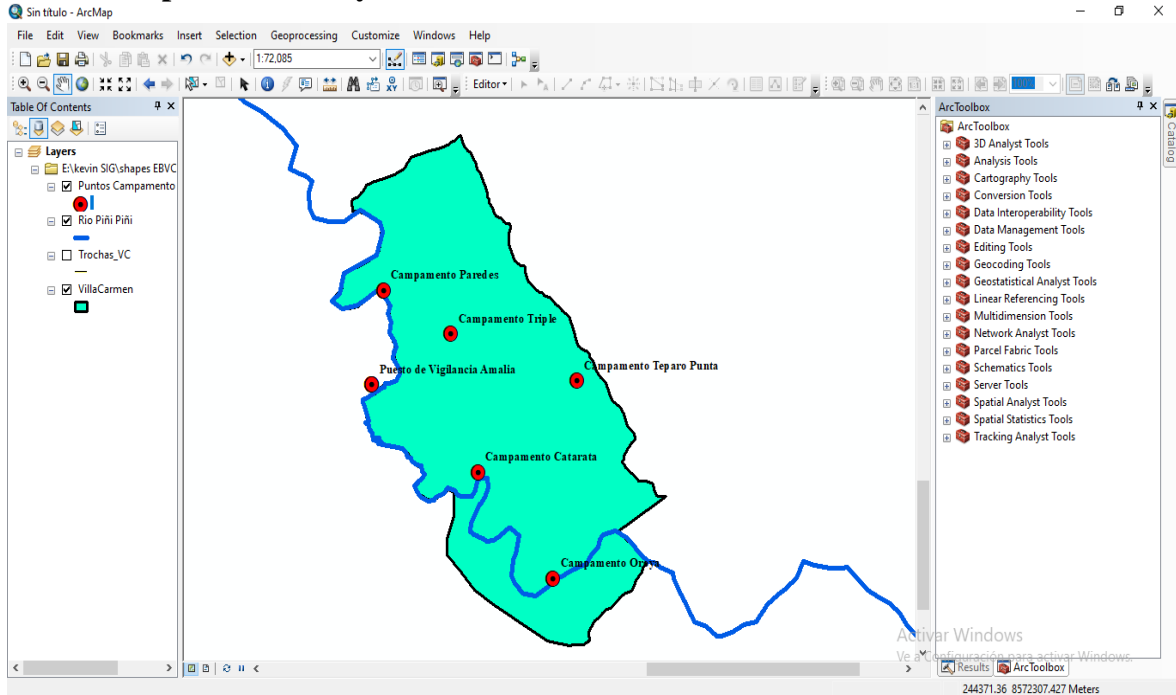 Sin título - ArcMap
File Edit View Bookmarks Insert Selection Geoprocessing Customize Windows Help
1:72,085
Editor
Table Of Contents
Layers
E:\kevin SIG\shapes EBVC
Puntos Campamento
Rio Piñi Piñi
Trochas_VC
VillaCarmen
Campamento Paredes
Campamento Triple
Campamento Teparo Punta
Puesto de Vigilancia Amalia
Campamento Catarata
Campamento Oroya
ArcToolbox
ArcToolbox
3D Analyst Tools
Analysis Tools
Cartography Tools
Conversion Tools
Data Interoperability Tools
Data Management Tools
Editing Tools
Geocoding Tools
Geostatistical Analyst Tools
Linear Referencing Tools
Multidimension Tools
Network Analyst Tools
Parcel Fabric Tools
Schematics Tools
Server Tools
Spatial Analyst Tools
Spatial Statistics Tools
Tracking Analyst Tools
Catalog
Activar Windows
Ve a Configuración para activar Windows.
Results ArcToolbox
244371.36 8572307.427 Meters